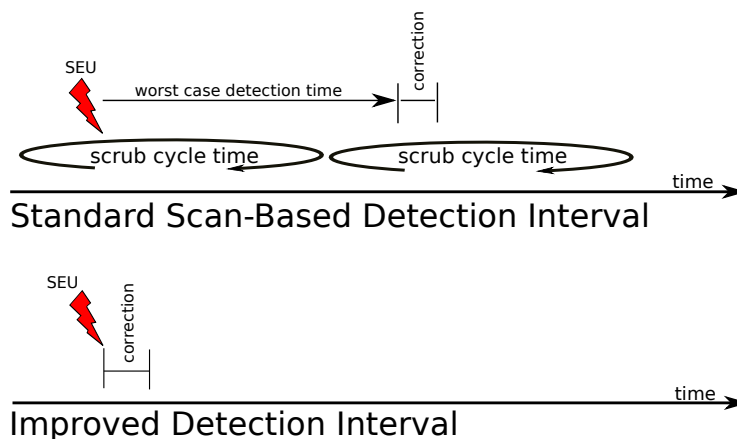 SEU
worst case detection time
correction
scrub cycle time
scrub cycle time
time
Standard Scan-Based Detection Interval
SEU
correction
time
Improved Detection Interval